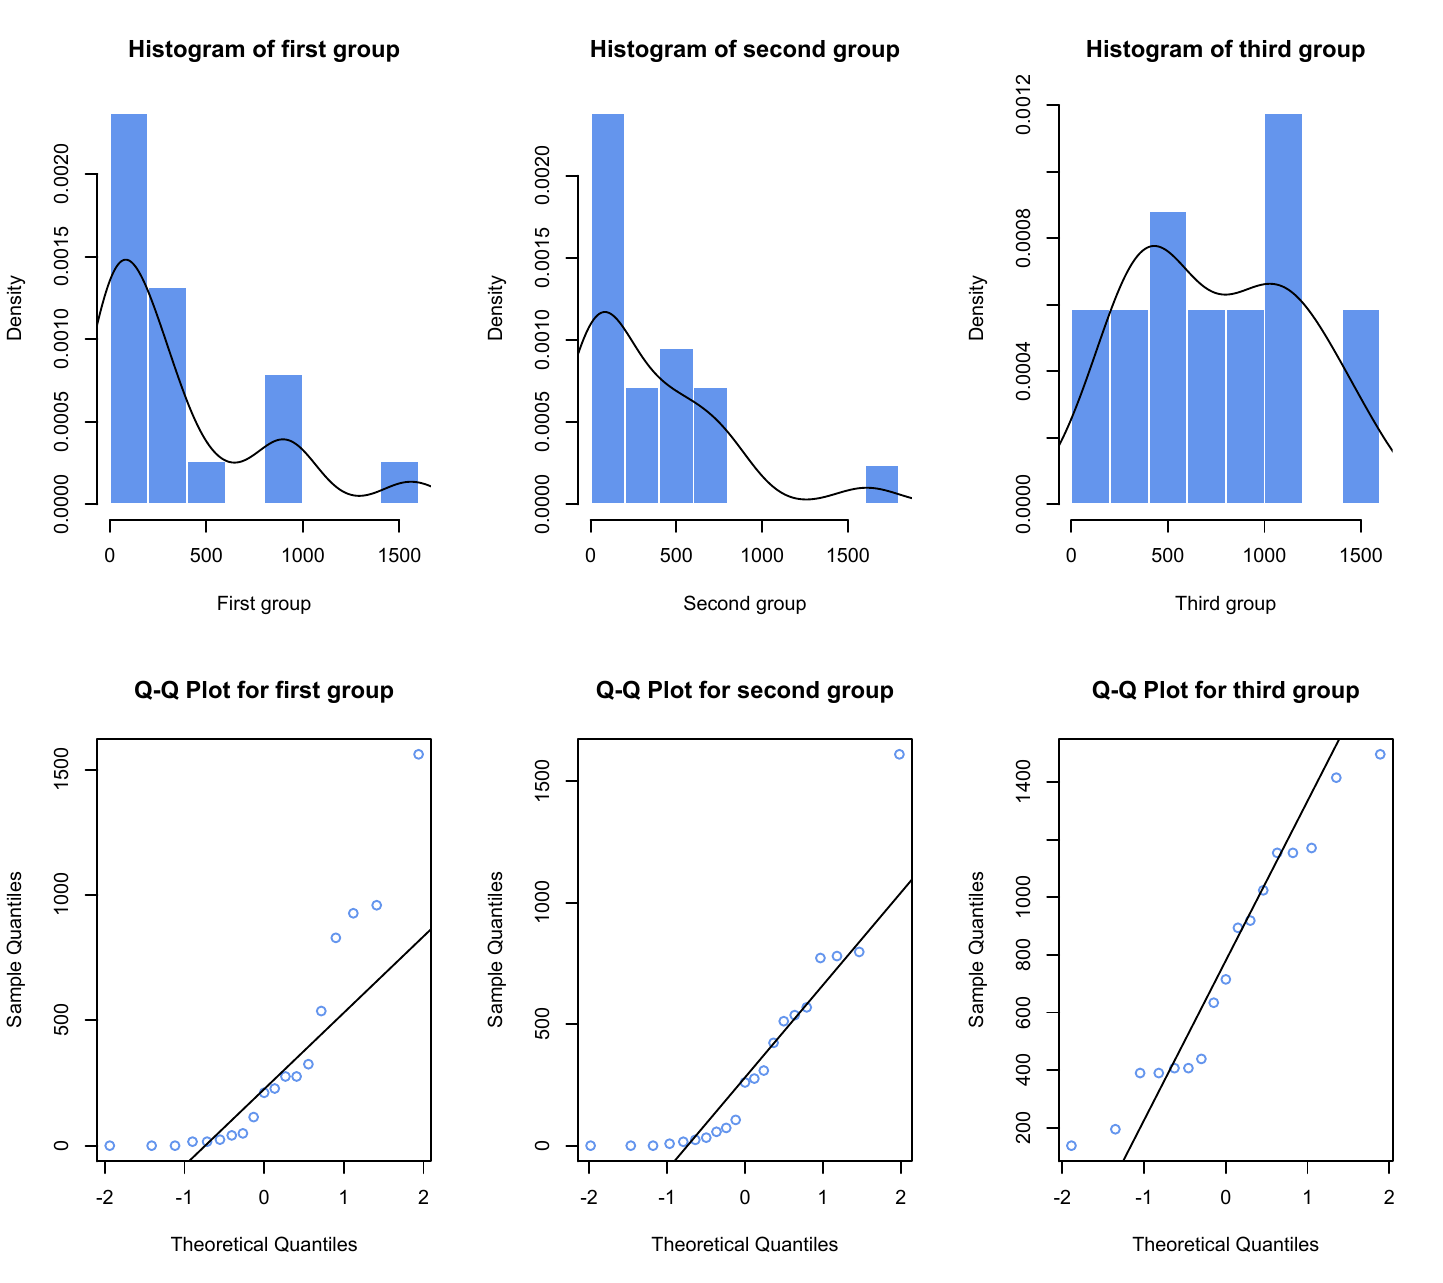 Histogram of first group
Density
0.0000 0.0005 0.0010 0.0015 0.0020
0 500 1000 1500
First group
Histogram of second group
Density
0.0000 0.0005 0.0010 0.0015 0.0020
0 500 1000 1500
Second group
Histogram of third group
Density
0.0000 0.0004 0.0008 0.0012
0 500 1000 1500
Third group
Q-Q Plot for first group
Sample Quantiles
0 500 1000 1500
-2 -1 0 1 2
Theoretical Quantiles
Q-Q Plot for second group
Sample Quantiles
0 500 1000 1500
-2 -1 0 1 2
Theoretical Quantiles
Q-Q Plot for third group
Sample Quantiles
200 400 600 800 1000 1400
-2 -1 0 1 2
Theoretical Quantiles